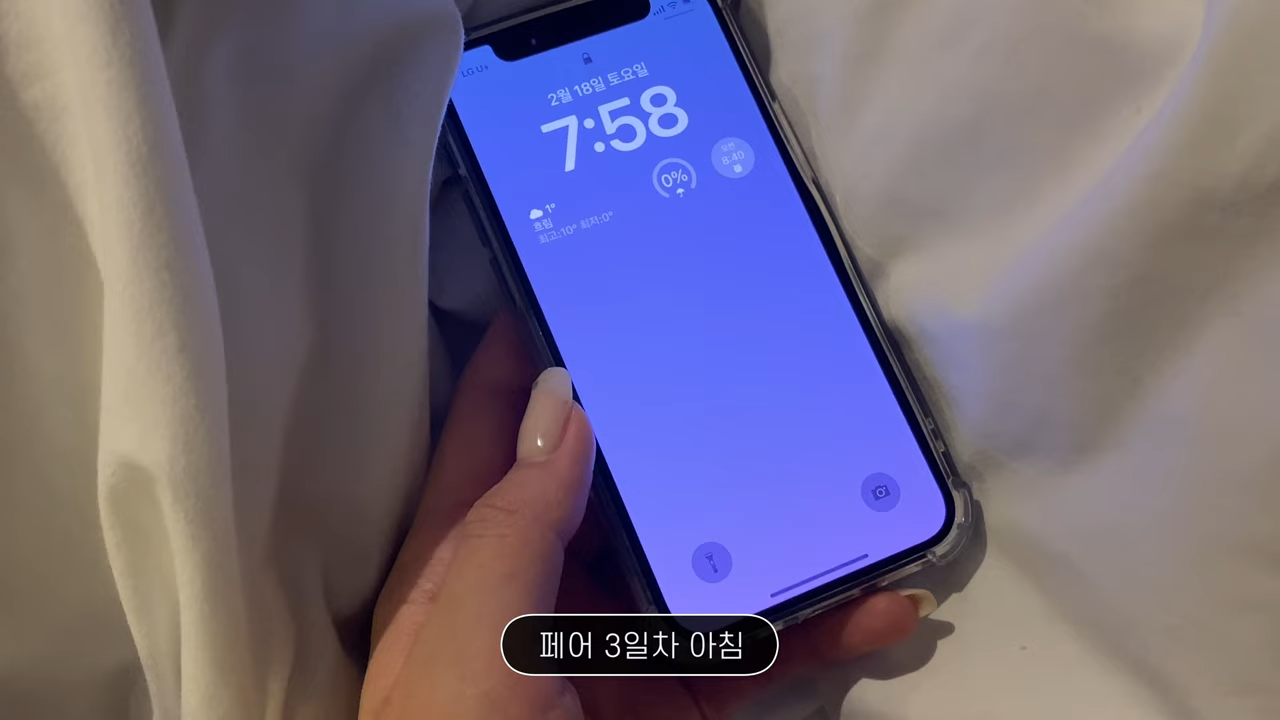 LG U+
2월 18일 토요일
7:58
오전
8:40
0%
1°
흐림
최고:10° 최저:0°
페어 3일차 아침